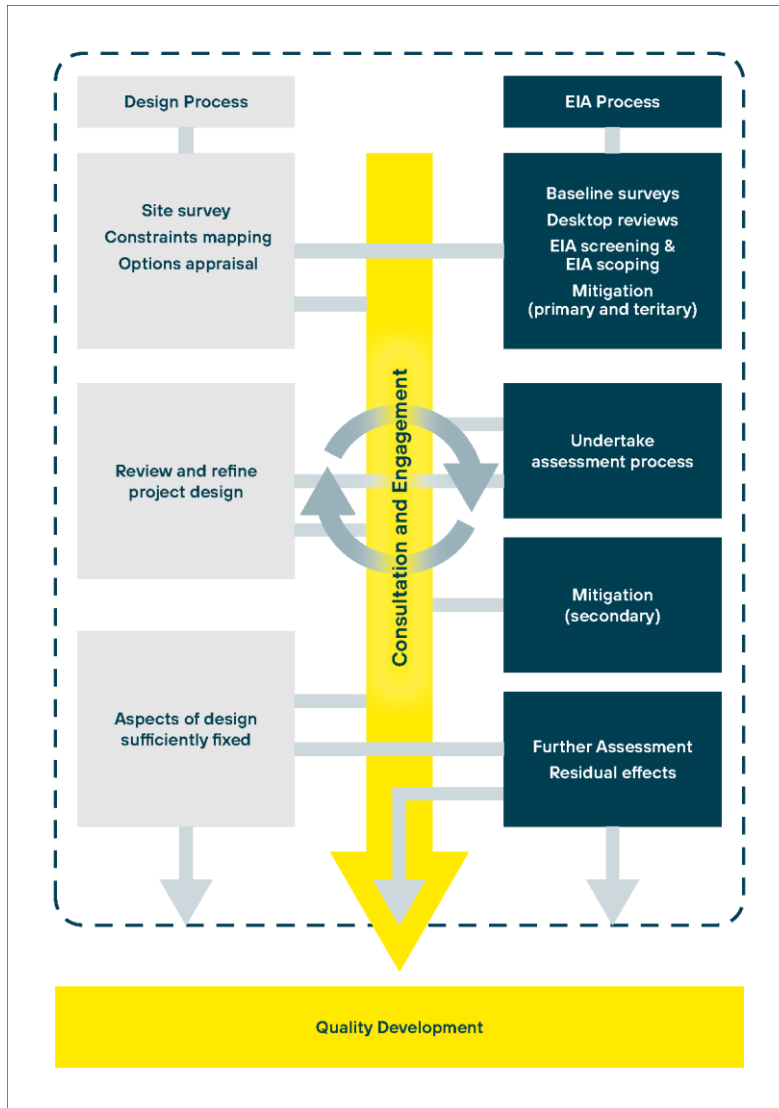 Design Process
EIA Process
Site survey
Constraints mapping
Options appraisal
Baseline surveys
Desktop reviews
EIA screening &
EIA scoping
Mitigation
(primary and teritary)
Consultation and Engagement
Review and refine
project design
Undertake
assessment process
Mitigation
(secondary)
Aspects of design
sufficiently fixed
Further Assessment
Residual effects
Quality Development